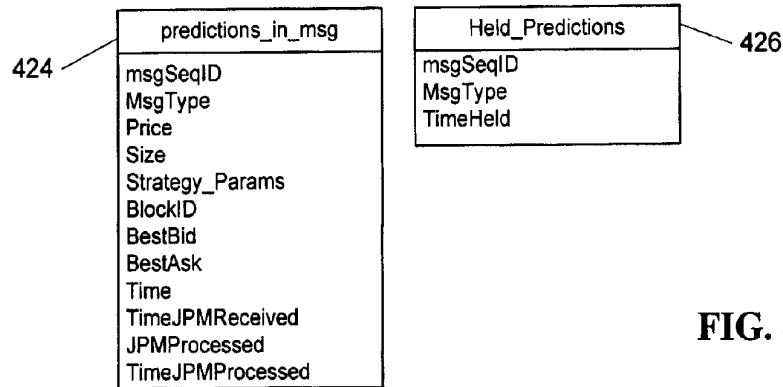 424
predictions_in_msg
msgSeqID
MsgType
Price
Size
Strategy_Params
BlockID
BestBid
BestAsk
Time
TimeJPMReceived
JPMProcessed
TimeJPMProcessed
Held_Predictions
426
msgSeqID
MsgType
TimeHeld
FIG.